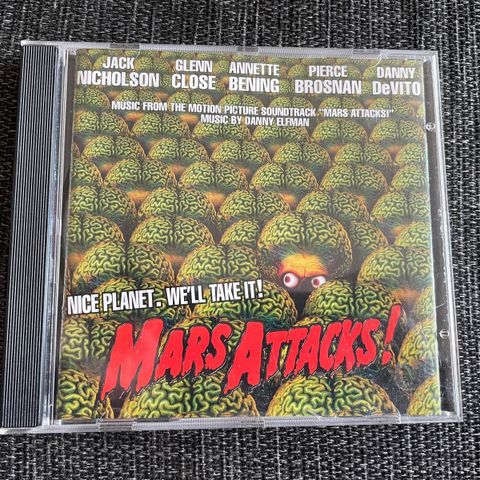 JACK GLENN ANNETTE PIERCE DANNY
NICHOLSON CLOSE BENING BROSNAN DeVITO
MUSIC FROM THE MOTION PICTURE SOUNDTRACK "MARS ATTACKS!"
MUSIC BY DANNY ELFMAN
NICE PLANET. WE'LL TAKE IT!
MARS ATTACKS!